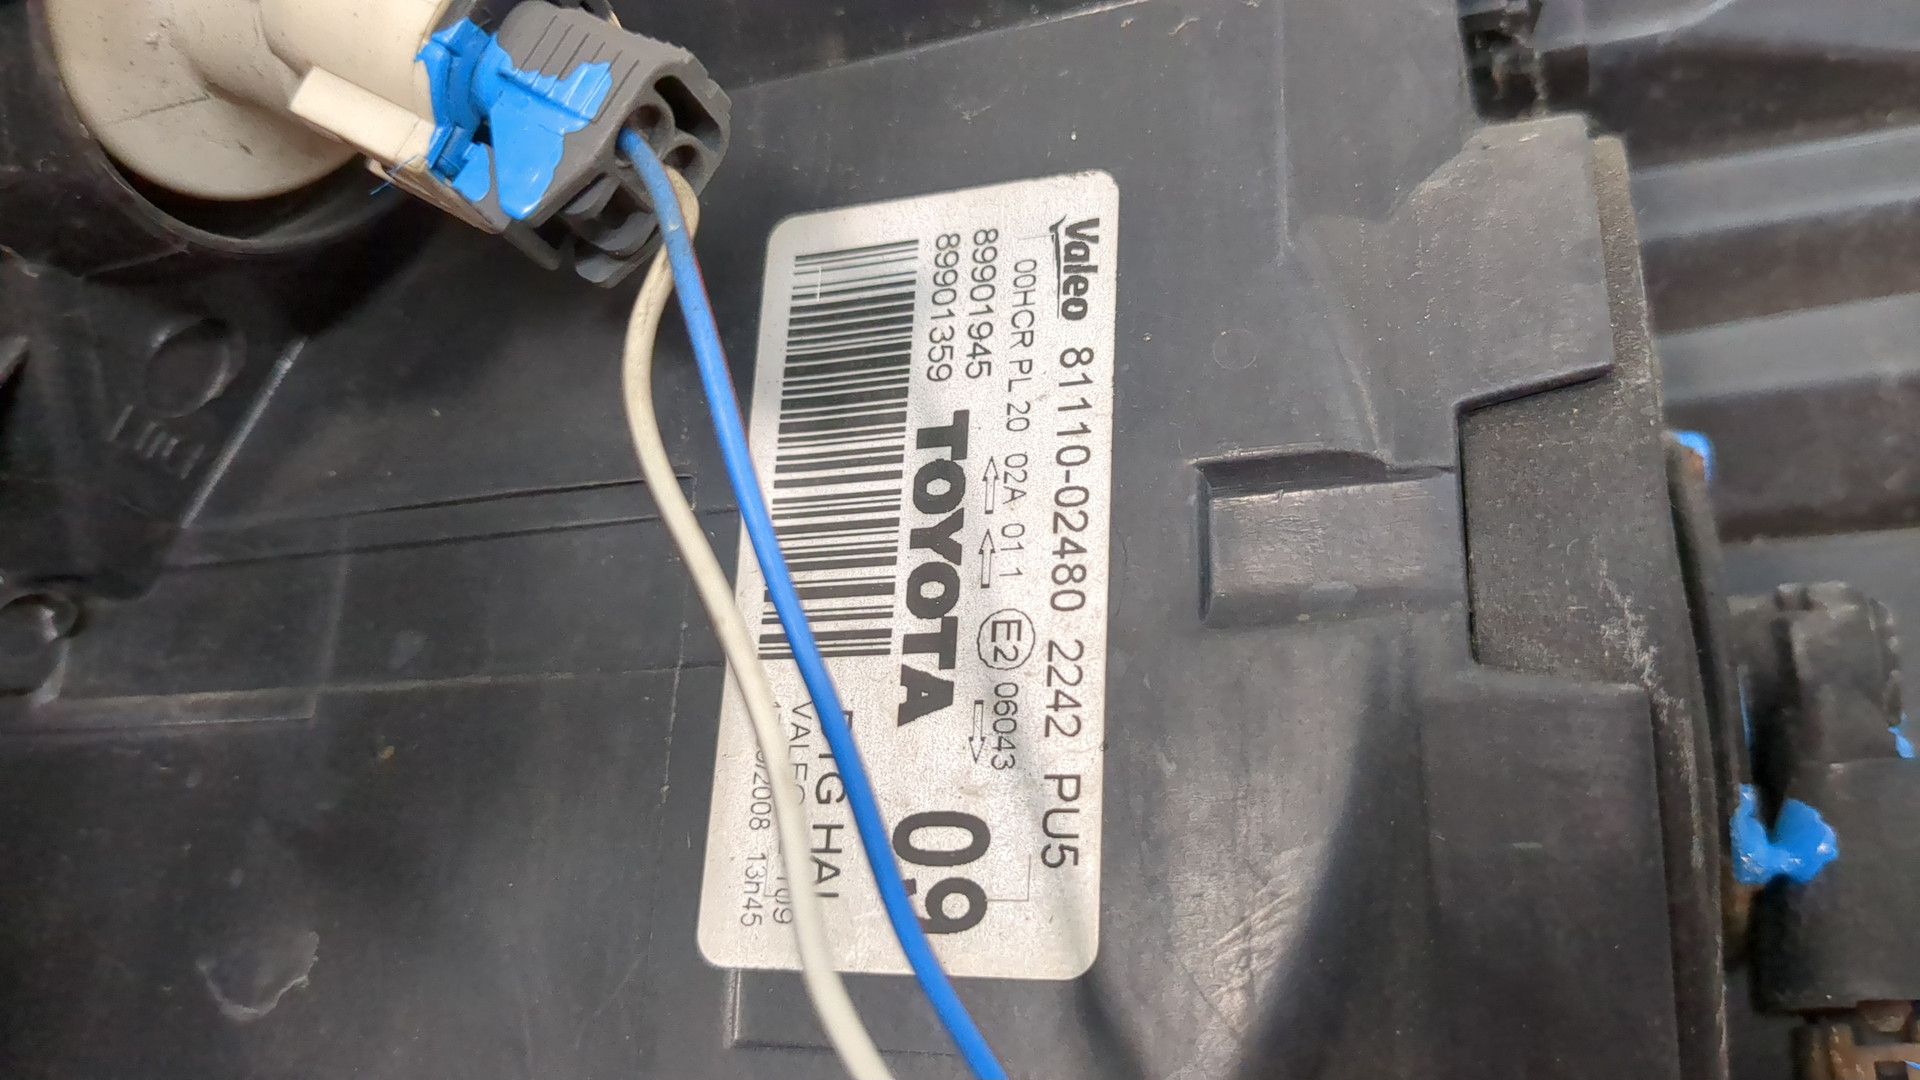 Valeo 81110-02480 2242 PU5
00HCR PL 20 02A 01 1 E2 06043
89901945
89901359 TOYOTA 09
G HAI
VALEO
/2008 13h45